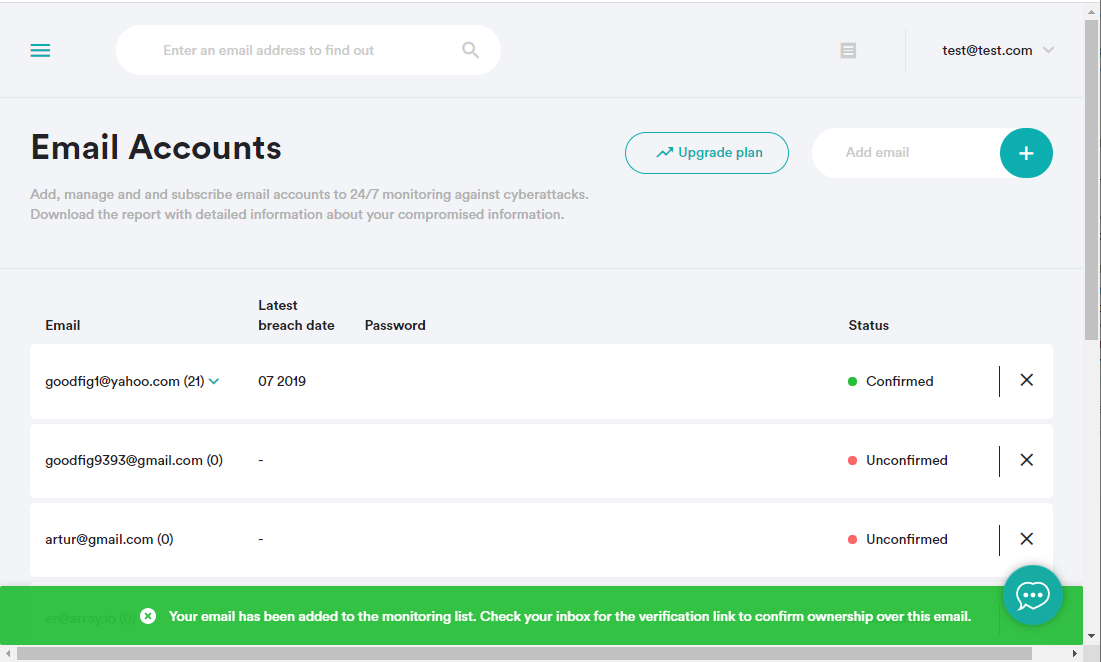 Enter an email address to find out
test@test.com
Email Accounts
Upgrade plan
Add email
Add, manage and and subscribe email accounts to 24/7 monitoring against cyberattacks.
Download the report with detailed information about your compromised information.
Email
Latest
breach date
Password
Status
goodfig1@yahoo.com (21)
07 2019
Confirmed
goodfig9393@gmail.com (0)
-
Unconfirmed
artur@gmail.com (0)
-
Unconfirmed
er@array.io (0)
Your email has been added to the monitoring list. Check your inbox for the verification link to confirm ownership over this email.